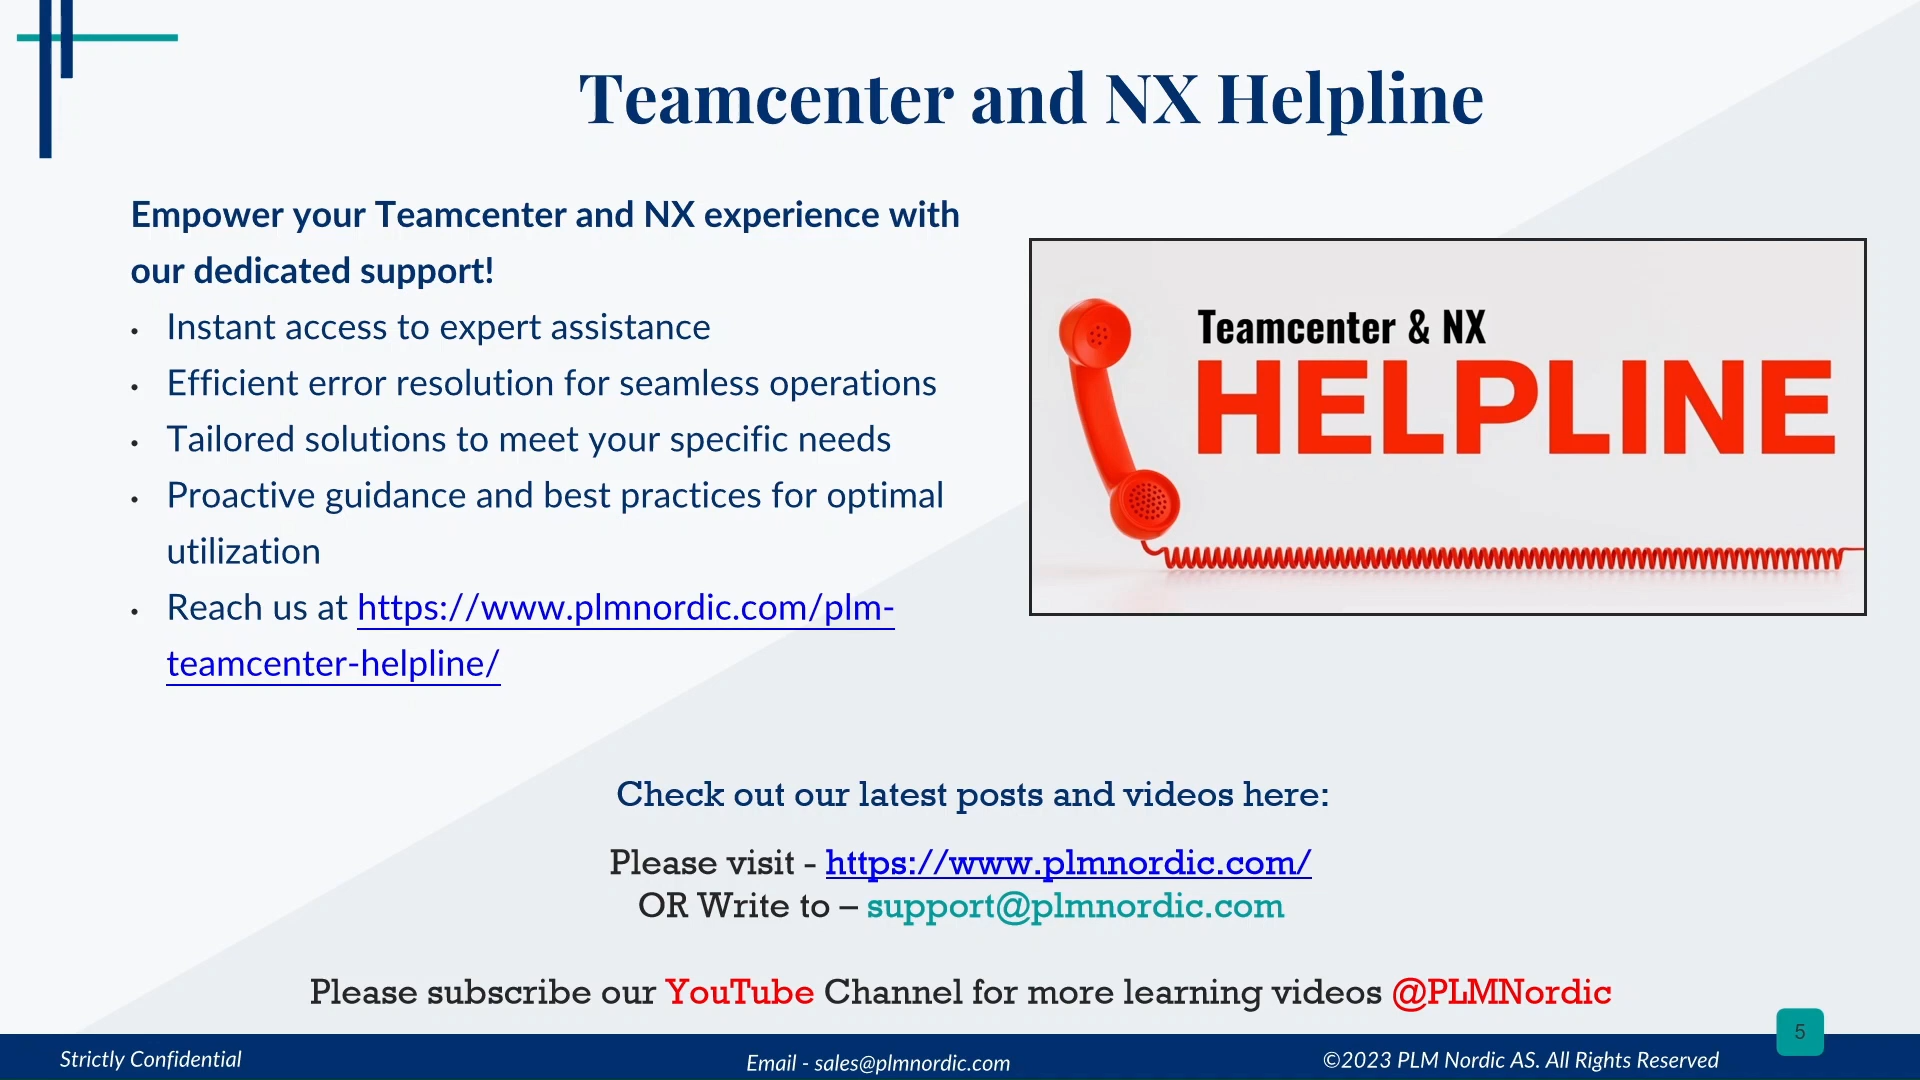 Teamcenter and NX Helpline
Empower your Teamcenter and NX experience with
our dedicated support!
• Instant access to expert assistance
• Efficient error resolution for seamless operations
• Tailored solutions to meet your specific needs
• Proactive guidance and best practices for optimal
utilization
• Reach us at https://www.plmnordic.com/plm-
teamcenter-helpline/
Teamcenter & NX
HELPLINE
Check out our latest posts and videos here:
Please visit - https://www.plmnordic.com/
OR Write to – support@plmnordic.com
Please subscribe our YouTube Channel for more learning videos @PLMNordic
Strictly Confidential
Email - sales@plmnordic.com
©2023 PLM Nordic AS. All Rights Reserved
5